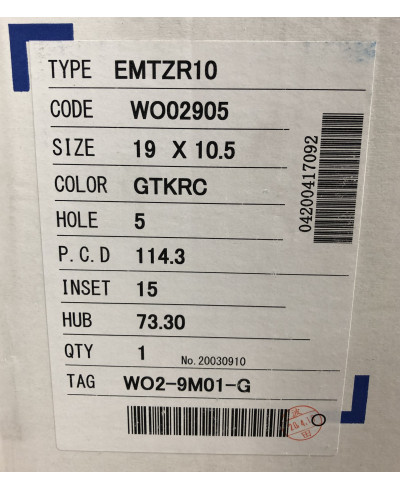 TYPE EMTZR10
CODE WO02905
SIZE 19 X 10.5
COLOR GTKRC
HOLE 5
P.C.D 114.3
INSET 15
HUB 73.30
QTY 1 No. 20030910
TAG WO2-9M01-G
04200417092